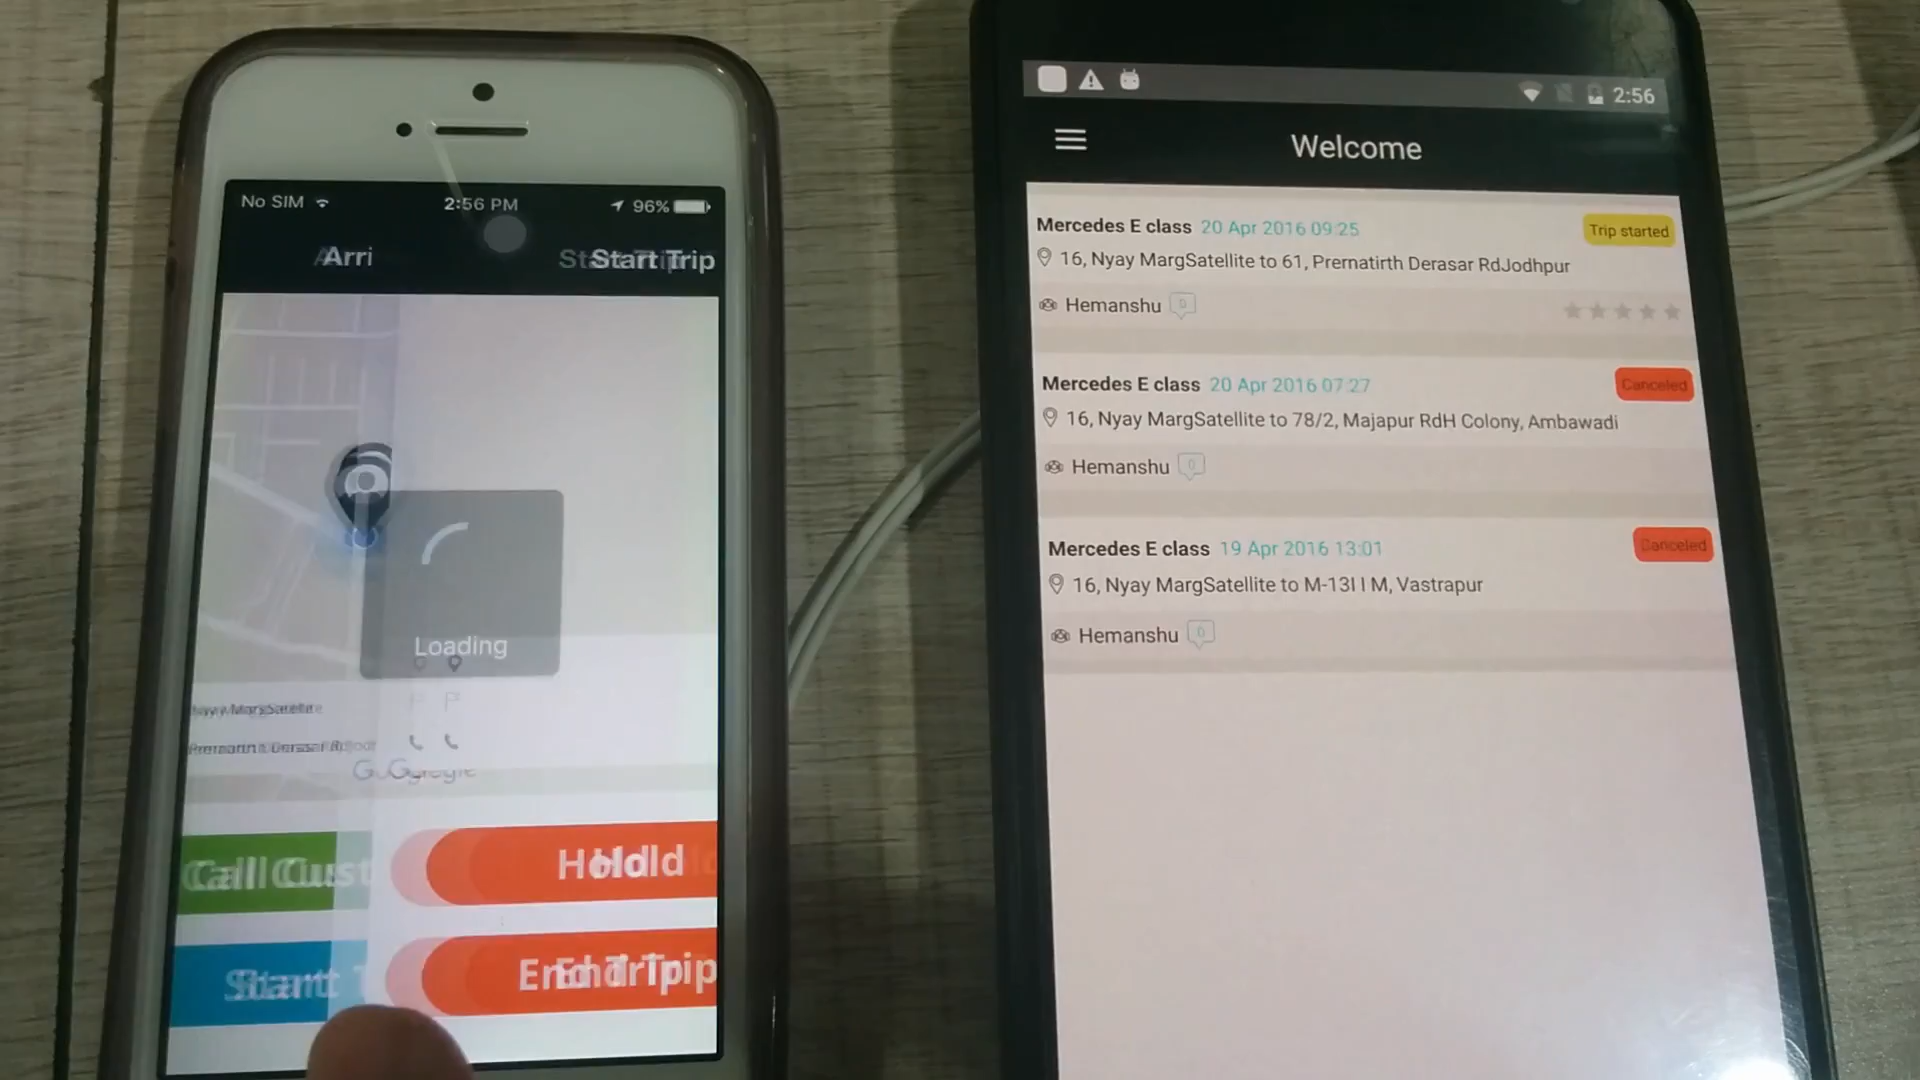 No SIM
2:56 PM
96%
Arri
Start Trip
Loading
Hold
End Trip
2:56
Welcome
Mercedes E class 20 Apr 2016 09:25
Trip started
16, Nyay MargSatellite to 61, Prernatirth Derasar RdJodhpur
Hemanshu 0
Mercedes E class 20 Apr 2016 07:27
Canceled
16, Nyay MargSatellite to 78/2, Majapur RdH Colony, Ambawadi
Hemanshu 0
Mercedes E class 19 Apr 2016 13:01
Canceled
16, Nyay MargSatellite to M-13I I M, Vastrapur
Hemanshu 0